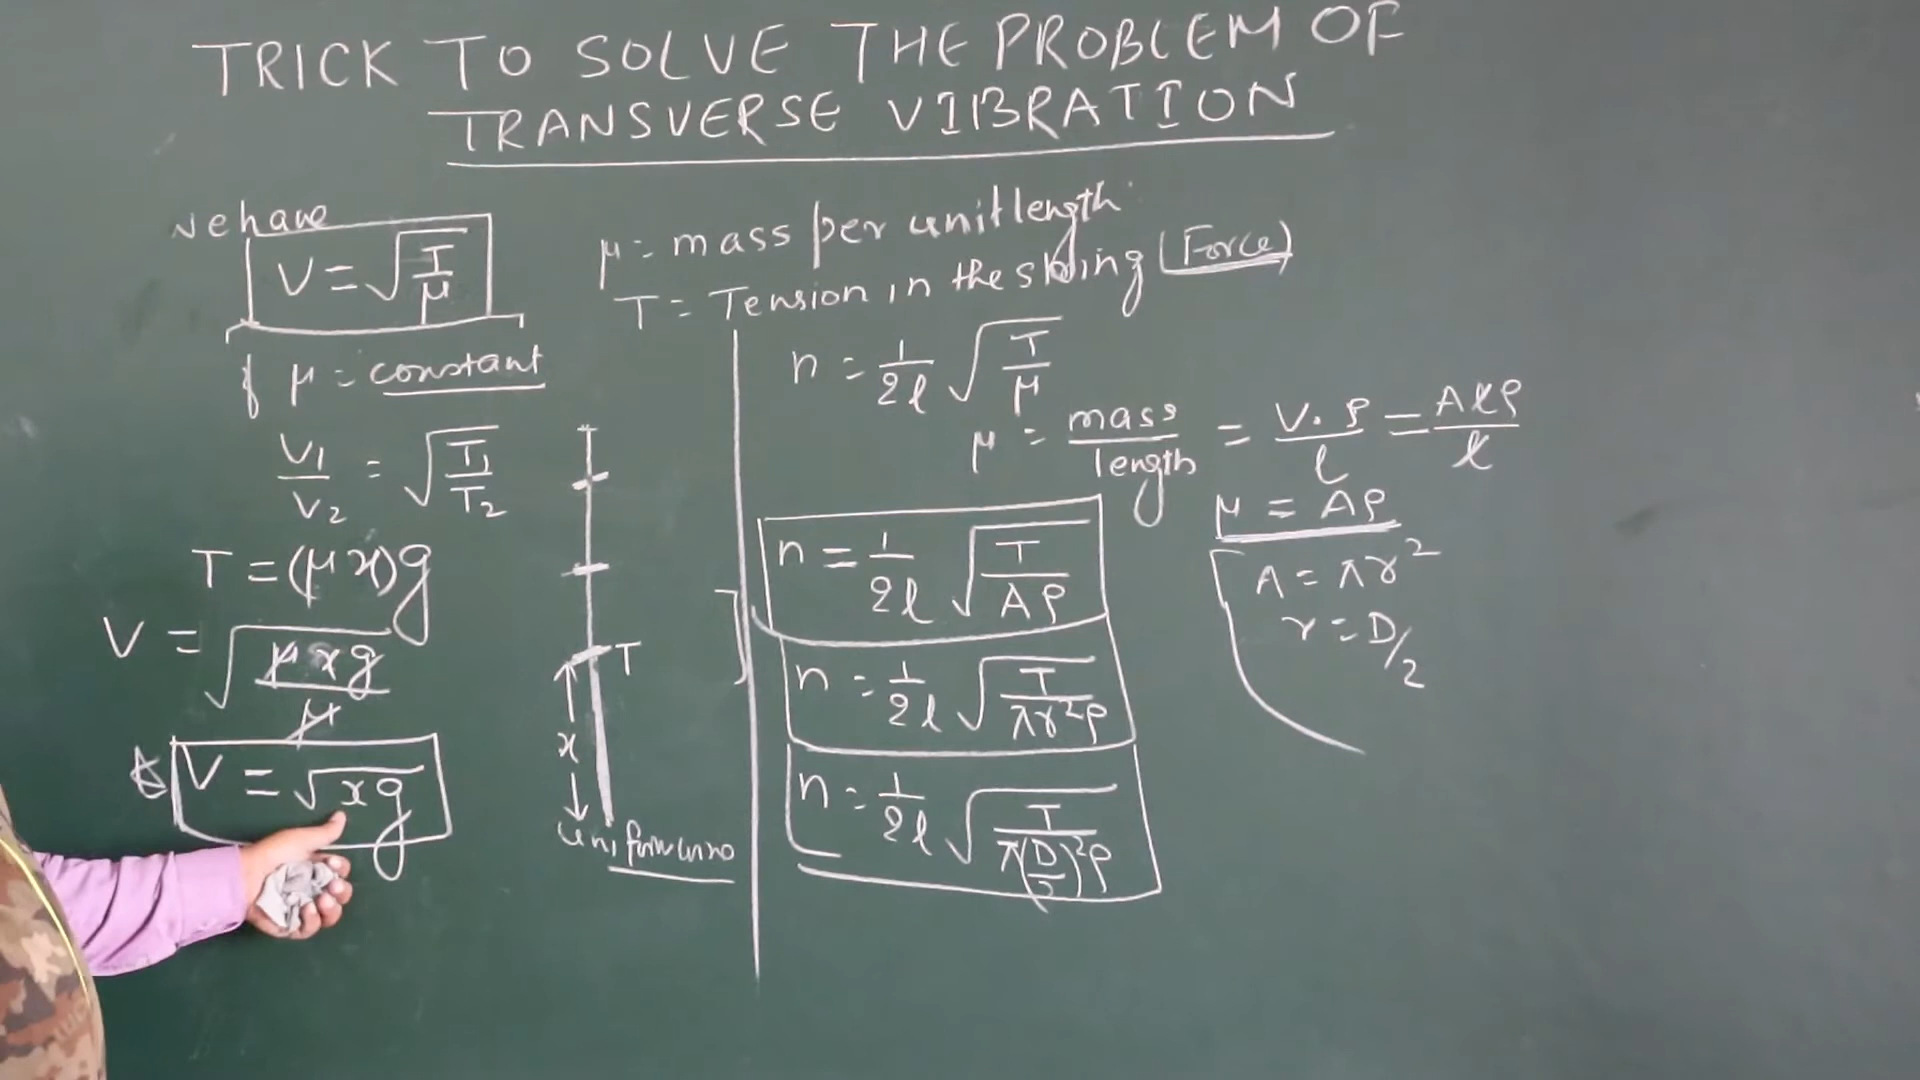 TRICK TO SOLVE THE PROBLEM OF
TRANSVERSE VIBRATION
We have
V = √(T/μ)
μ = mass per unit length
T = Tension in the string (Force)
If μ = constant
V₁/V₂ = √(T₁/T₂)
T = (μx)g
V = √(μxg/μ)
V = √xg
T
x
uniform
n = 1/2l √(T/μ)
μ = mass/length = V.ρ/l = Alρ/l
μ = Aρ
n = 1/2l √(T/Aρ)
A = πr²
r = D/2
n = 1/2l √(T/πr²ρ)
n = 1/2l √(T/π(D/2)²ρ)